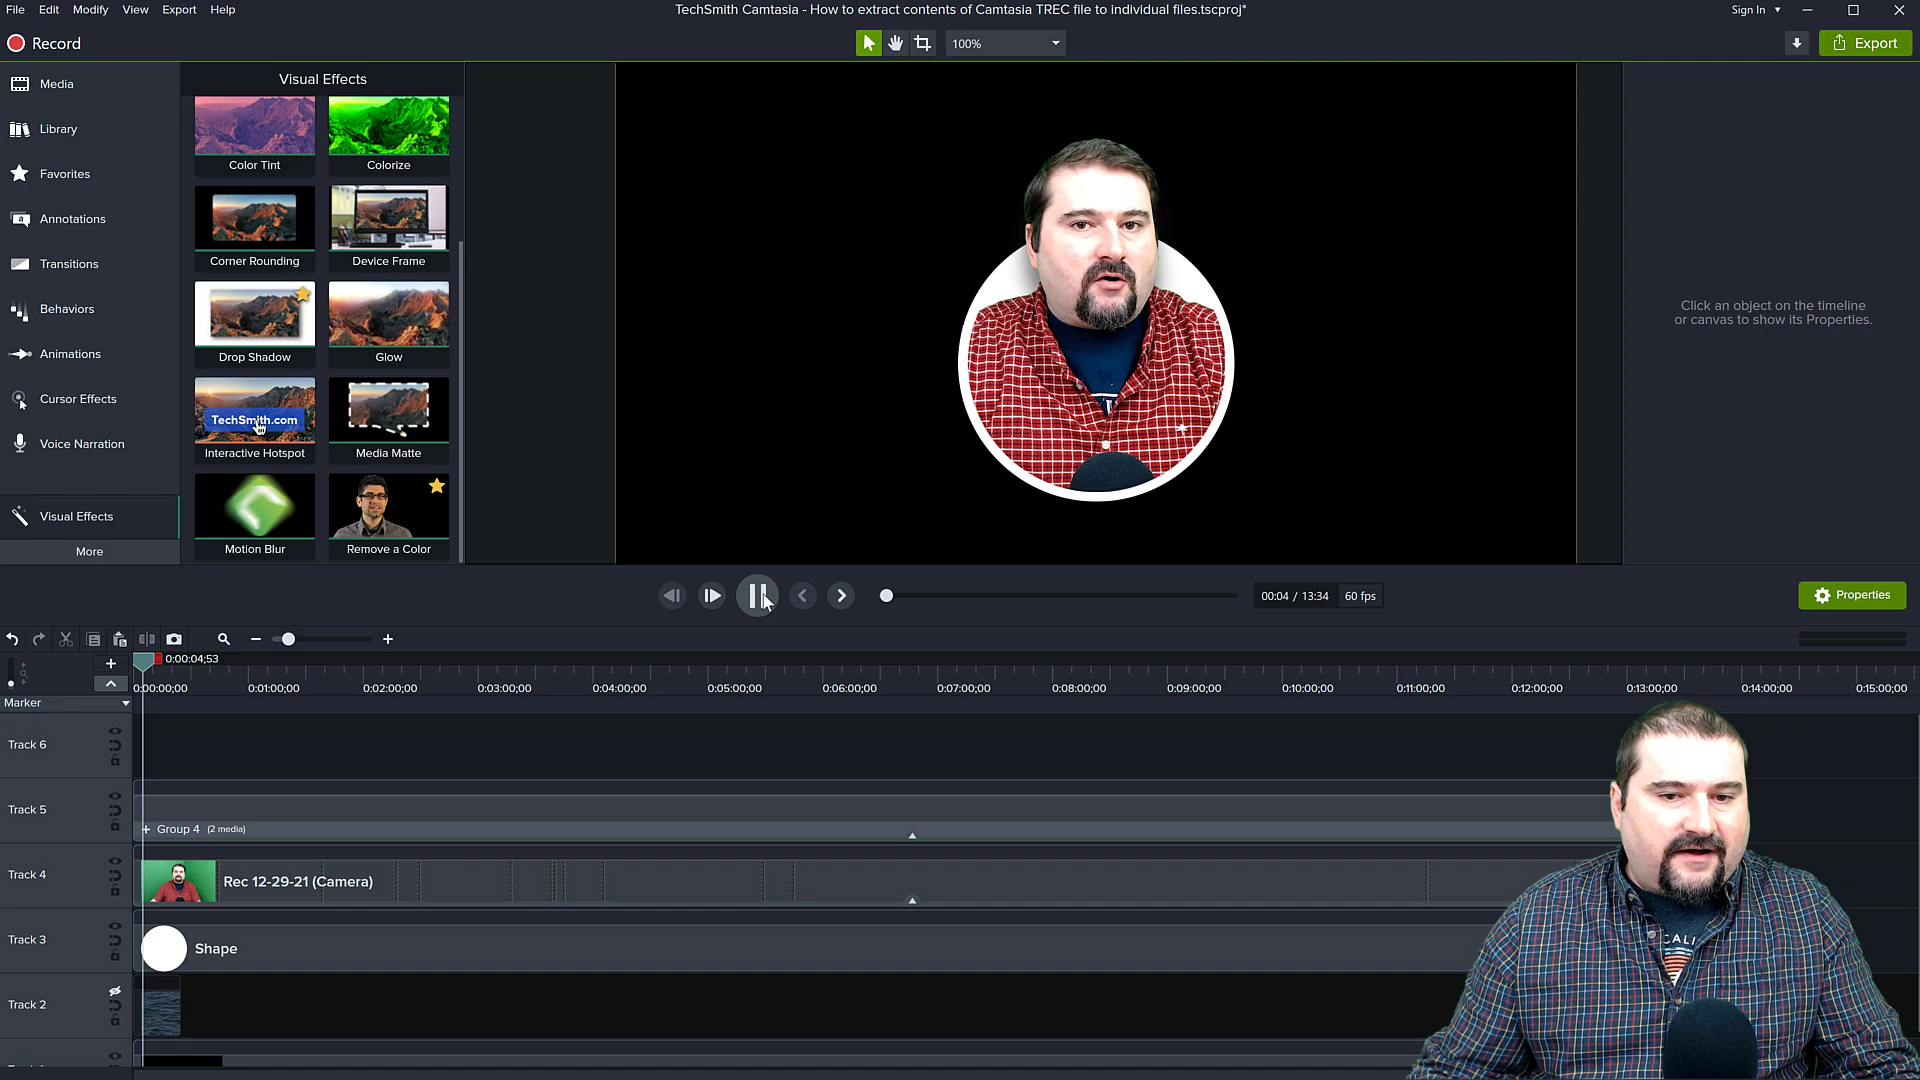 File Edit Modify View Export Help
TechSmith Camtasia - How to extract contents of Camtasia TREC file to individual files.tscproj*
Sign In
Record
100%
Export
Media
Library
Favorites
Annotations
a
Transitions
Behaviors
Animations
Cursor Effects
Voice Narration
Visual Effects
More
Visual Effects
Color Tint
Colorize
Corner Rounding
Device Frame
Drop Shadow
Glow
TechSmith.com
Interactive Hotspot
Media Matte
Motion Blur
Remove a Color
Click an object on the timeline
or canvas to show its Properties.
00:04 / 13:34
60 fps
Properties
0:00:04;53
0:00:00;00 0:01:00;00 0:02:00;00 0:03:00;00 0:04:00;00 0:05:00;00 0:06:00;00 0:07:00;00 0:08:00;00 0:09:00;00 0:10:00;00 0:11:00;00 0:12:00;00 0:13:00;00 0:14:00;00 0:15:00;00
Marker
Track 6
Track 5
+ Group 4 (2 media)
Track 4
Rec 12-29-21 (Camera)
Track 3
Shape
Track 2
CALI